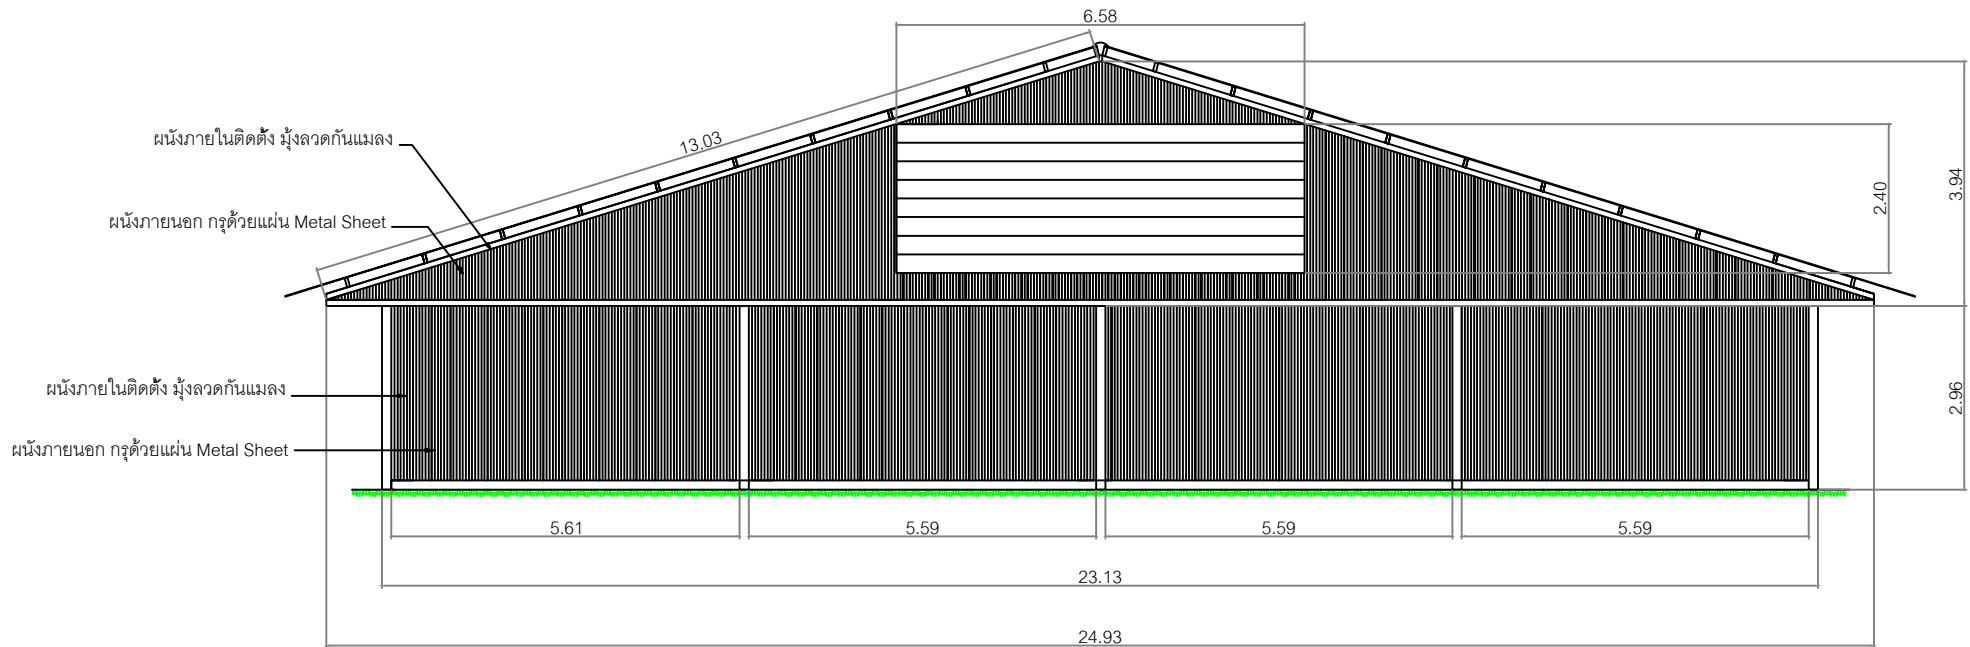 6.58
13.03
ผนังภายในติดตั้ง มุ้งลวดกันแมลง
3.94
2.40
ผนังภายนอก กรุด้วยแผ่น Metal Sheet
ผนังภายในติดตั้ง มุ้งลวดกันแมลง
2.96
ผนังภายนอก กรุด้วยแผ่น Metal Sheet
5.61
5.59
5.59
5.59
23.13
24.93